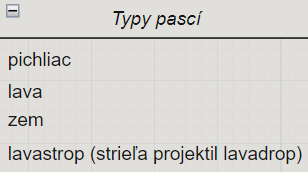 Typy pascí
pichliac
lava
zem
lavastrop (strieľa projektil lavadrop)